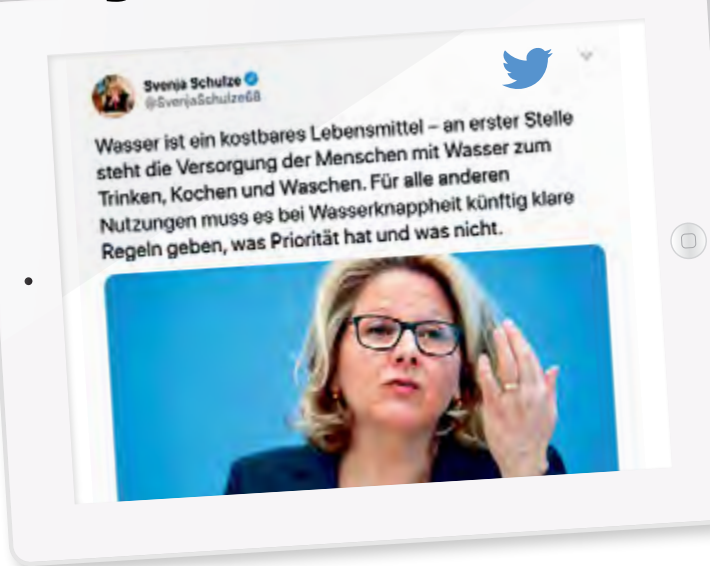 Svenja Schulze
@SvenjaSchulze68
Wasser ist ein kostbares Lebensmittel – an erster Stelle
steht die Versorgung der Menschen mit Wasser zum
Trinken, Kochen und Waschen. Für alle anderen
Nutzungen muss es bei Wasserknappheit künftig klare
Regeln geben, was Priorität hat und was nicht.